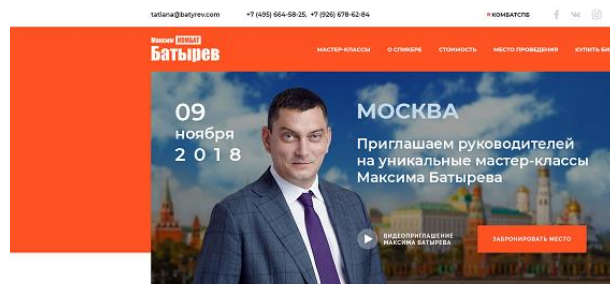 tatiana@batyrev.com +7 (495) 664-58-25, +7 (926) 678-62-84 #КОМБАТСПБ
Максим КОМБАТ
Батырев
МАСТЕР-КЛАССЫ О СПИКЕРЕ СТОИМОСТЬ МЕСТО ПРОВЕДЕНИЯ КУПИТЬ
09
ноября
2018
МОСКВА
Приглашаем руководителей
на уникальные мастер-классы
Максима Батырева
ВИДЕОПРИГЛАШЕНИЕ
МАКСИМА БАТЫРЕВА
ЗАБРОНИРОВАТЬ МЕСТО